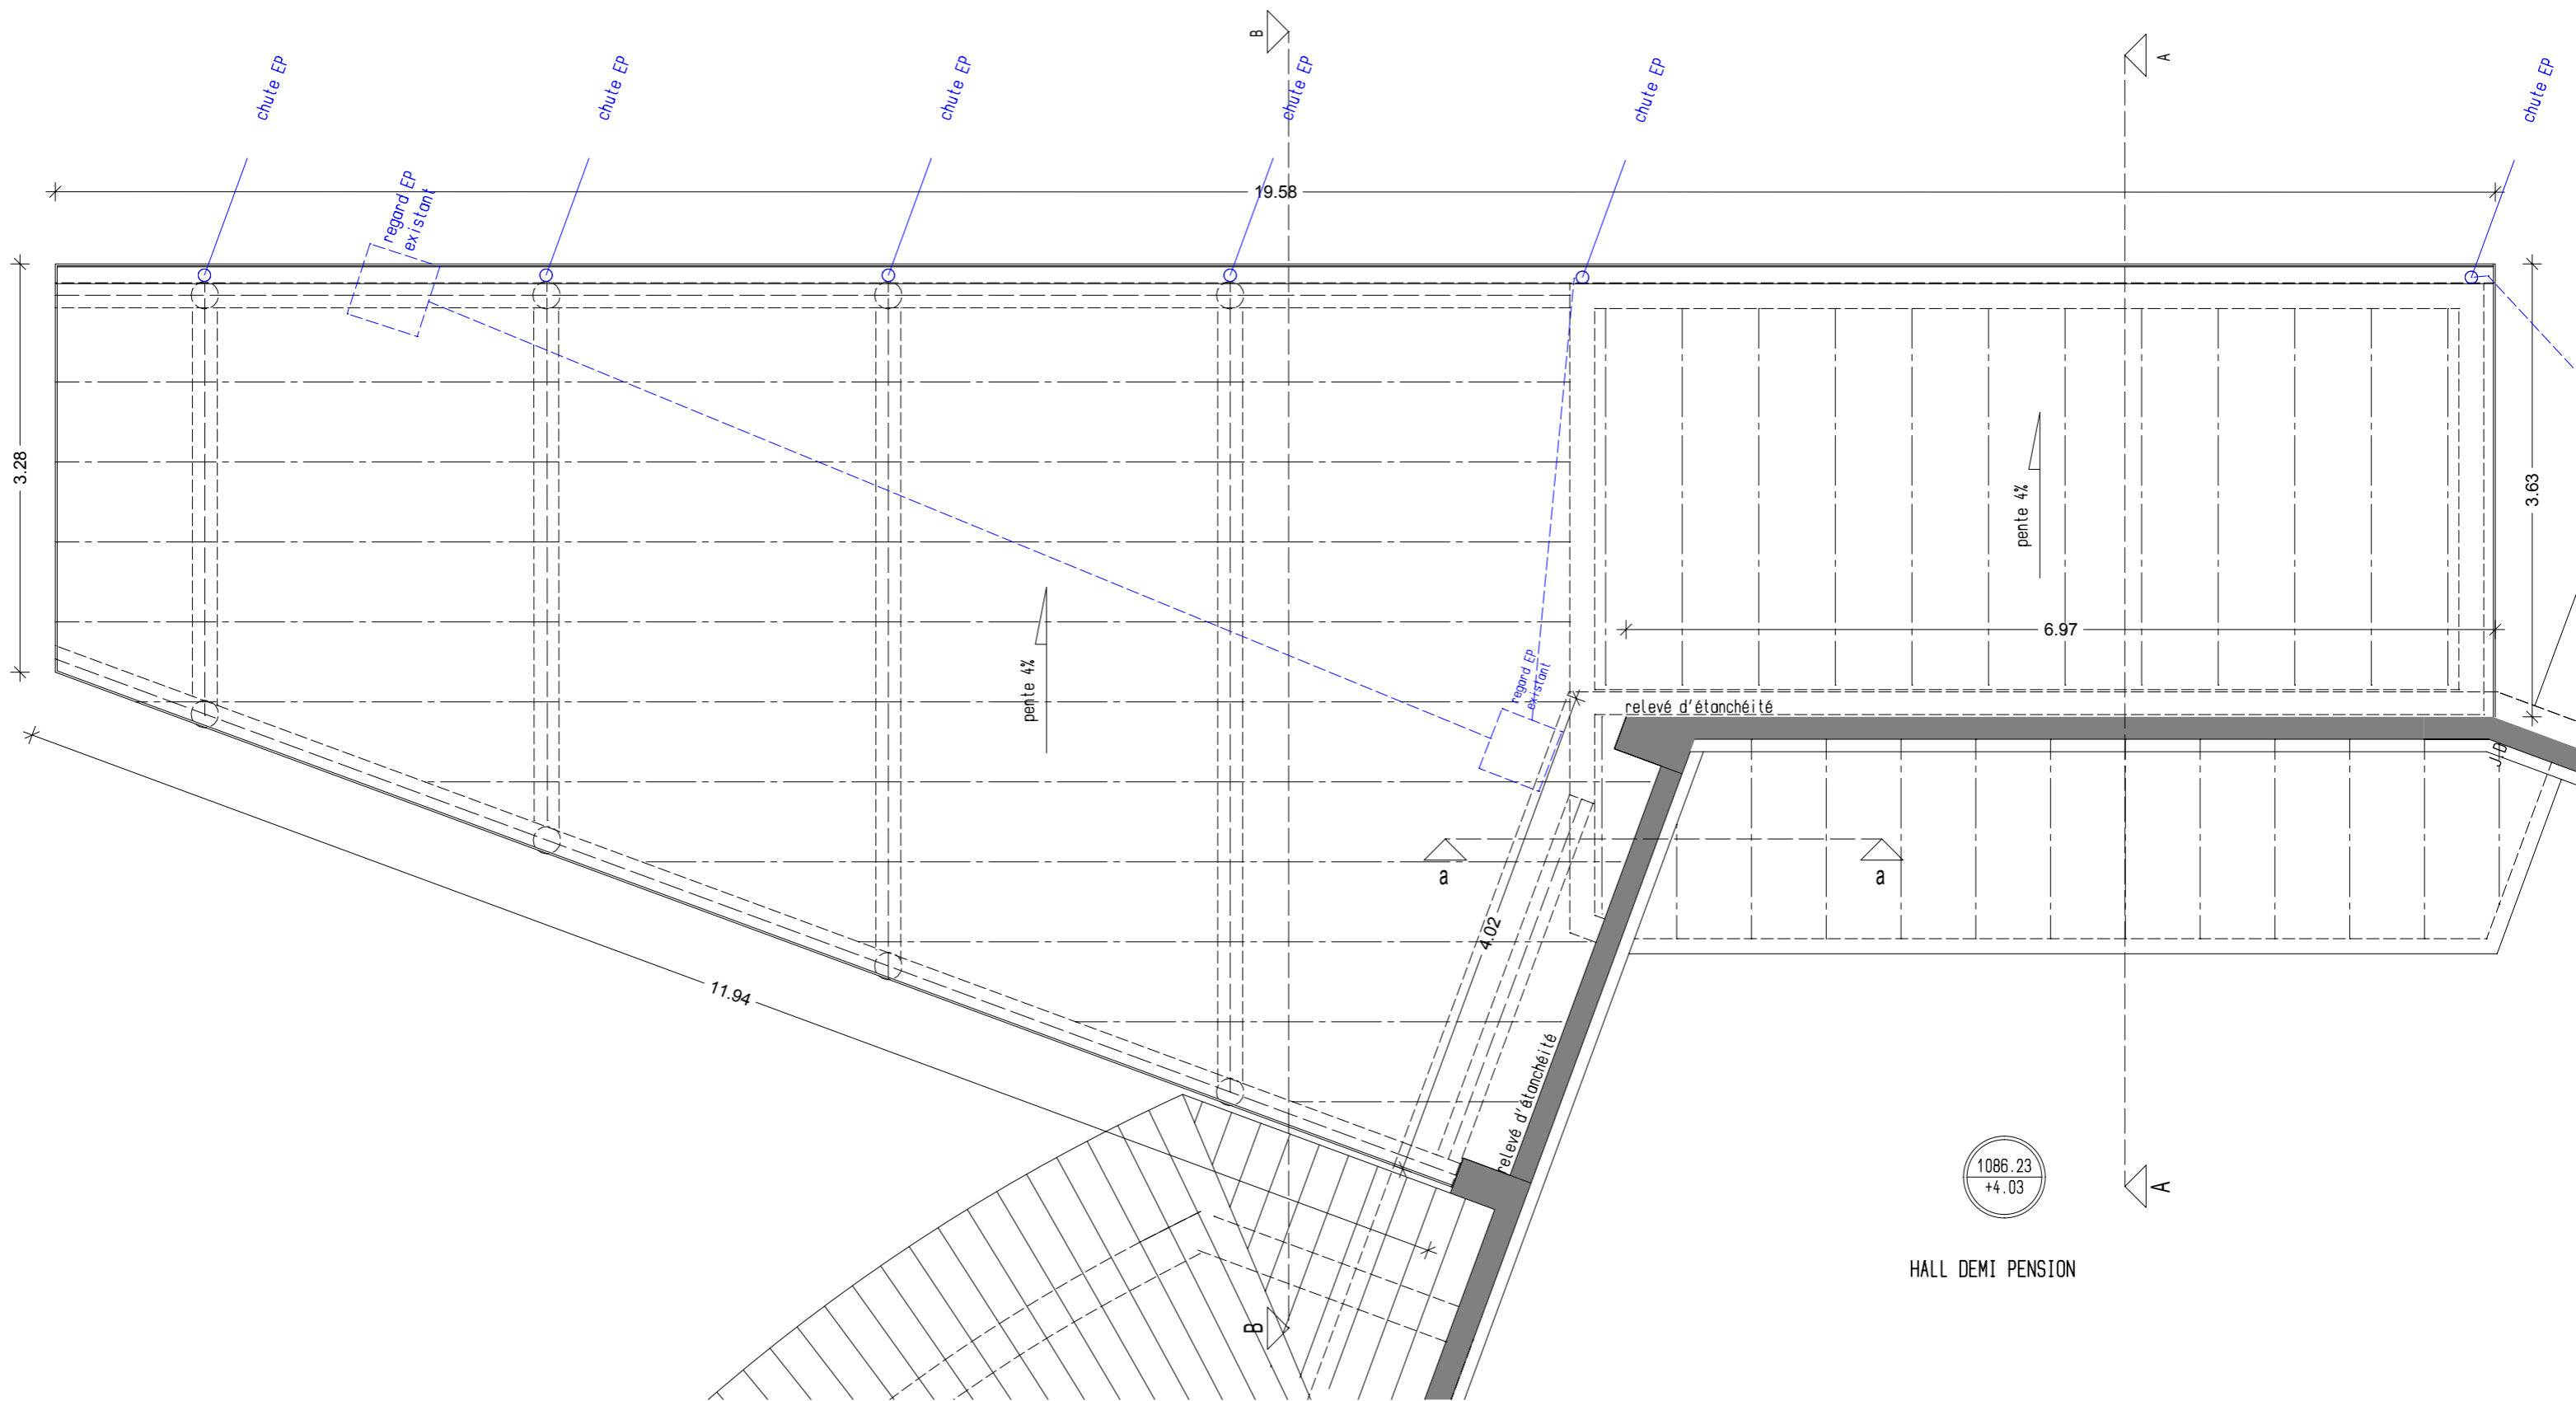 B
A
chute EP
chute EP
chute EP
chute EP
chute EP
chute EP
regard EP
existant
19.58
3.28
3.63
pente 4%
pente 4%
6.97
regard EP
existant
relevé d'étanchéité
J.D
a
a
4.02
11.94
relevé d'étanchéité
1086.23
+4.03
A
HALL DEMI PENSION
B